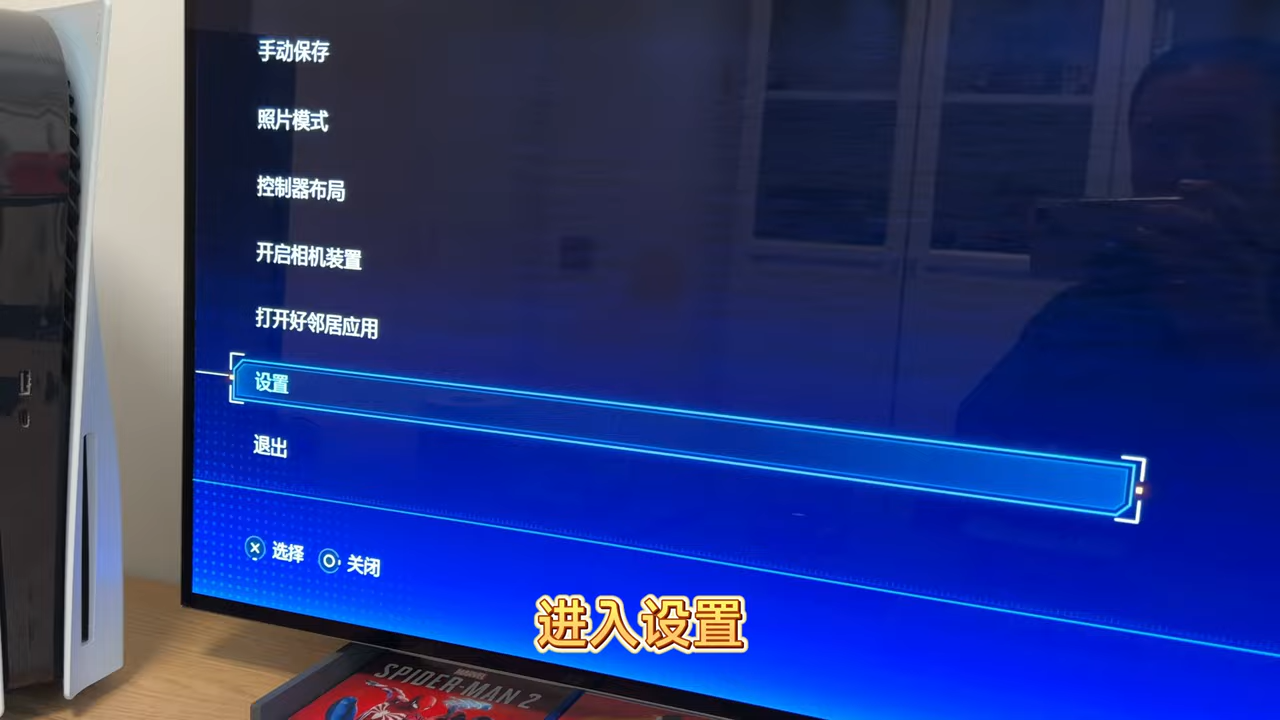 手动保存
照片模式
控制器布局
开启相机装置
打开好邻居应用
设置
退出
选择 关闭
进入设置
MARVEL
SPIDER-MAN 2